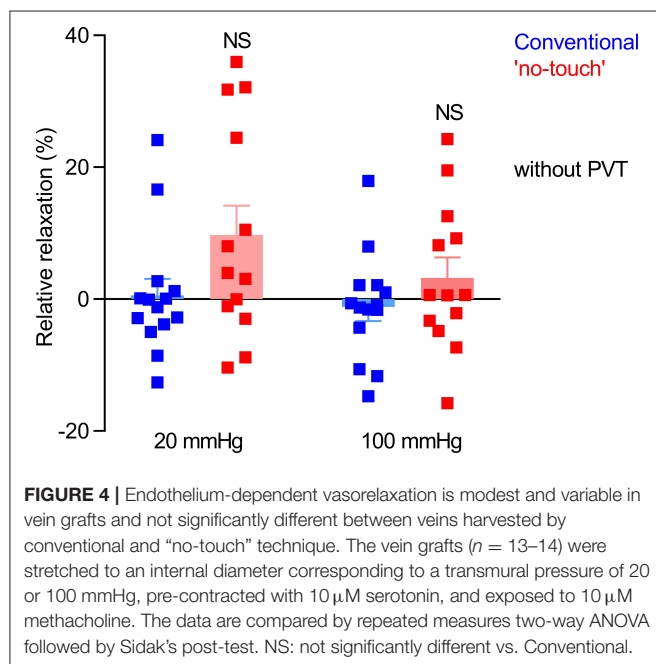 40
NS
Conventional
'no-touch'
NS
20
without PVT
Relative relaxation (%)
0
-20
20 mmHg
100 mmHg
FIGURE 4 | Endothelium-dependent vasorelaxation is modest and variable in
vein grafts and not significantly different between veins harvested by
conventional and “no-touch” technique. The vein grafts (n = 13–14) were
stretched to an internal diameter corresponding to a transmural pressure of 20
or 100 mmHg, pre-contracted with 10 μM serotonin, and exposed to 10 μM
methacholine. The data are compared by repeated measures two-way ANOVA
followed by Sidak’s post-test. NS: not significantly different vs. Conventional.